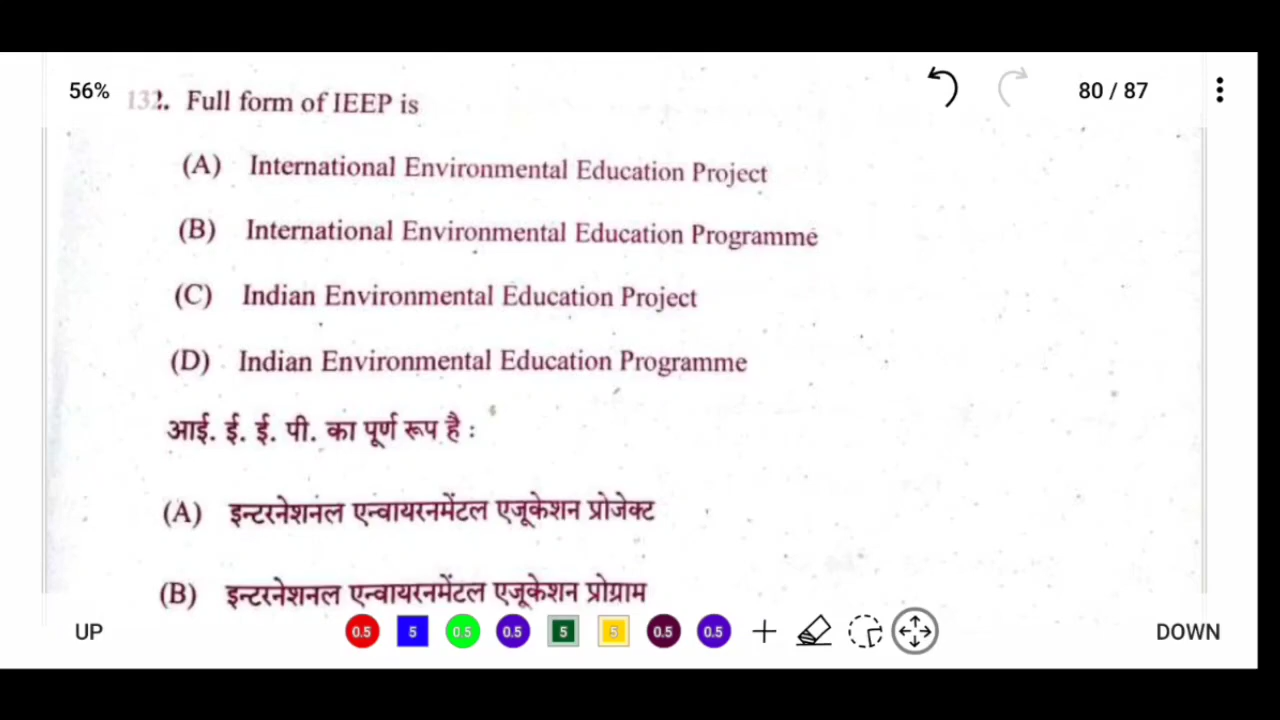 56%
132. Full form of IEEP is
80 / 87
(A) International Environmental Education Project
(B) International Environmental Education Programme
(C) Indian Environmental Education Project
(D) Indian Environmental Education Programme
आई. ई. ई. पी. का पूर्ण रूप है :
(A) इन्टरनेशनल एन्वायरनमेंटल एजूकेशन प्रोजेक्ट
(B) इन्टरनेशनल एन्वायरनमेंटल एजूकेशन प्रोग्राम
UP
0.5 5 0.5 0.5 5 5 0.5 0.5
DOWN